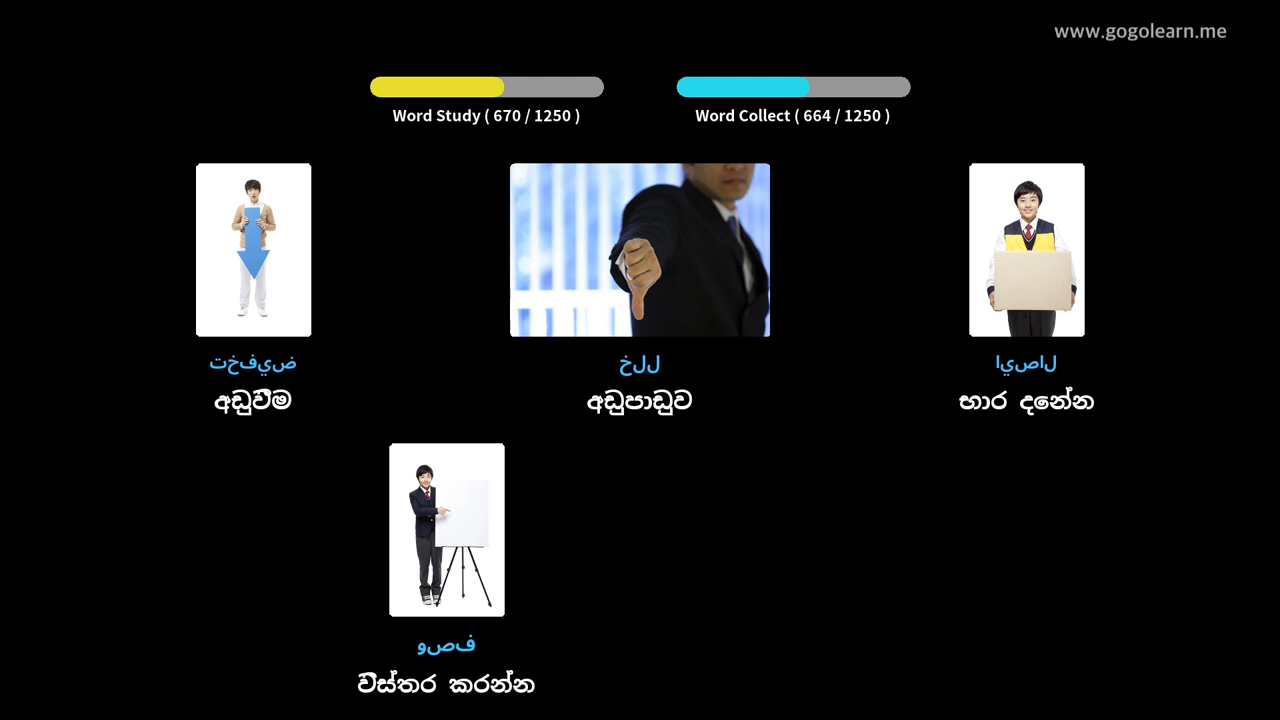 www.gogolearn.me
Word Study ( 670 / 1250 )
Word Collect ( 664 / 1250 )
تخفيض
අඩුවීම
خلل
අඩුපාඩුව
ايصال
භාර දෙන්න
وصف
විස්තර කරන්න